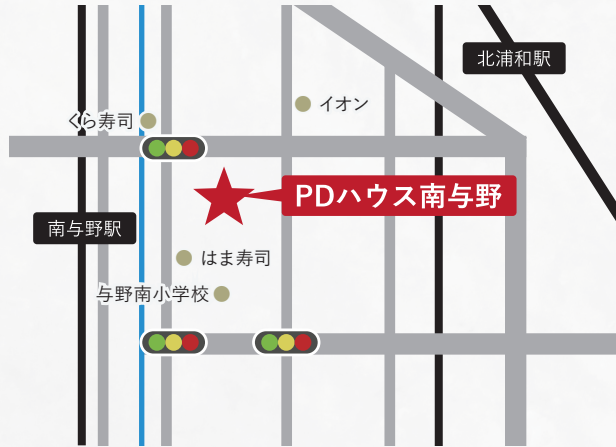 北浦和駅
イオン
くら寿司
PDハウス南与野
南与野駅
はま寿司
与野南小学校